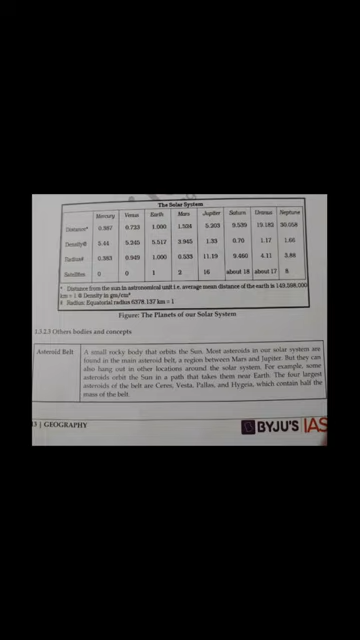 The Solar System
Mercury Venus Earth Mars Jupiter Saturn Uranus Neptune
Distance* 0.387 0.723 1.000 1.524 5.203 9.539 19.182 30.058
Density@ 5.44 5.245 5.517 3.945 1.33 0.70 1.17 1.66
Radius# 0.383 0.949 1.000 0.533 11.19 9.460 4.11 3.88
Satellites 0 0 1 2 16 about 18 about 17 8
* Distance from the sun in astronomical unit i.e. average mean distance of the earth is 149,598,000
km = 1 @ Density in gm/cm³
# Radius: Equatorial radius 6378.137 km = 1
Figure: The Planets of our Solar System
1.3.2.3 Others bodies and concepts
Asteroid Belt A small rocky body that orbits the Sun. Most asteroids in our solar system are
found in the main asteroid belt, a region between Mars and Jupiter. But they can
also hang out in other locations around the solar system. For example, some
asteroids orbit the Sun in a path that takes them near Earth. The four largest
asteroids of the belt are Ceres, Vesta, Pallas, and Hygeia, which contain half the
mass of the belt.
13 | GEOGRAPHY
BYJU'S IAS